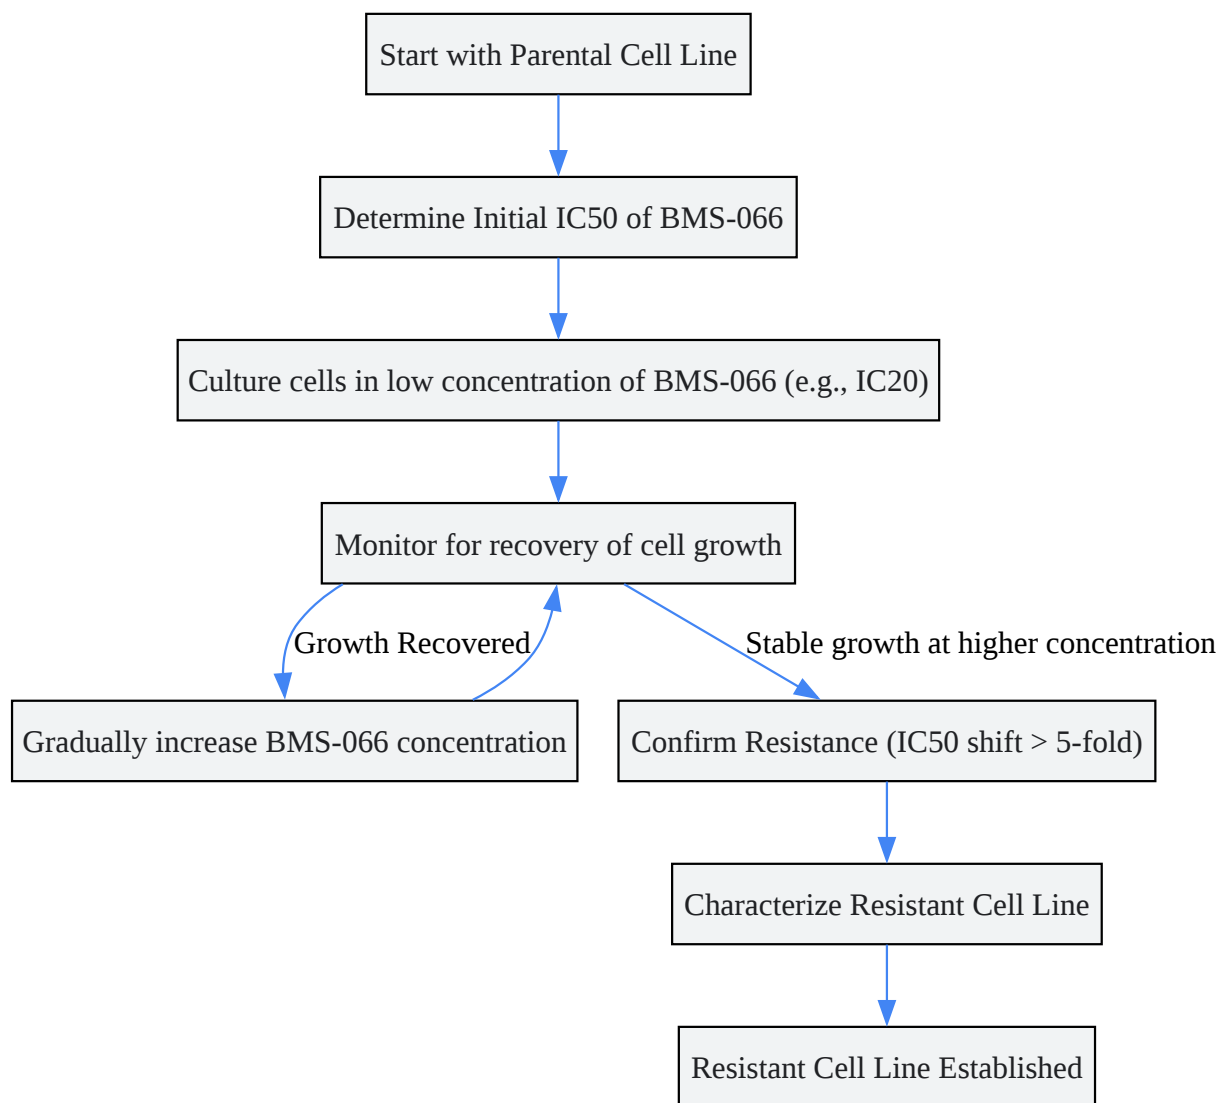 Start with Parental Cell Line
Determine Initial IC50 of BMS-066
Culture cells in low concentration of BMS-066 (e.g., IC20)
Monitor for recovery of cell growth
Growth Recovered
Stable growth at higher concentration
Gradually increase BMS-066 concentration
Confirm Resistance (IC50 shift > 5-fold)
Characterize Resistant Cell Line
Resistant Cell Line Established